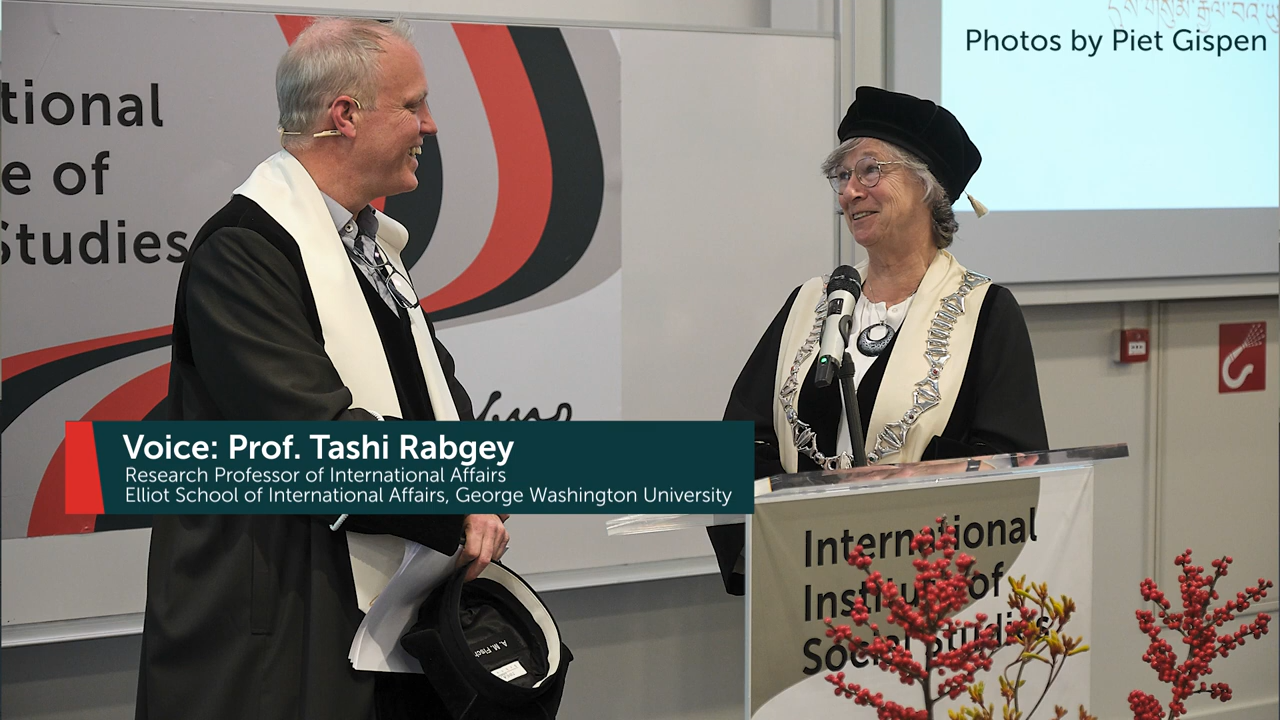 Photos by Piet Gispen
tional
e of
Studies
Voice: Prof. Tashi Rabgey
Research Professor of International Affairs
Elliot School of International Affairs, George Washington University
International
Institute of
Social Studies